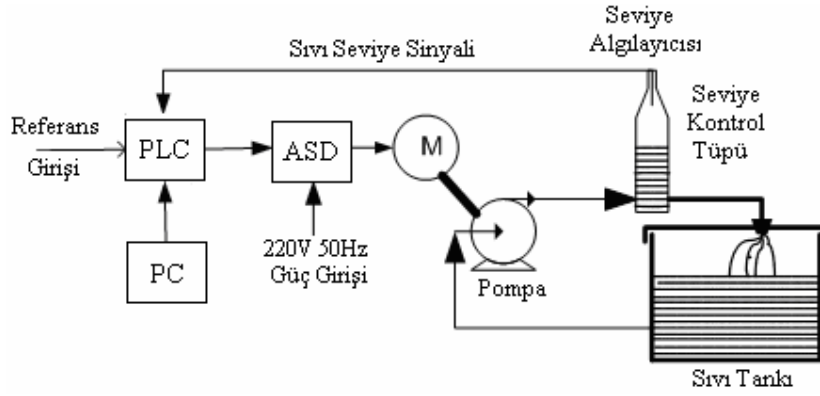 Seviye
Algılayıcısı
Sıvı Seviye Sinyali
Seviye
Kontrol
Tüpü
Referans
Girişi
PLC
ASD
M
PC
220V 50Hz
Güç Girişi
Pompa
Sıvı Tankı